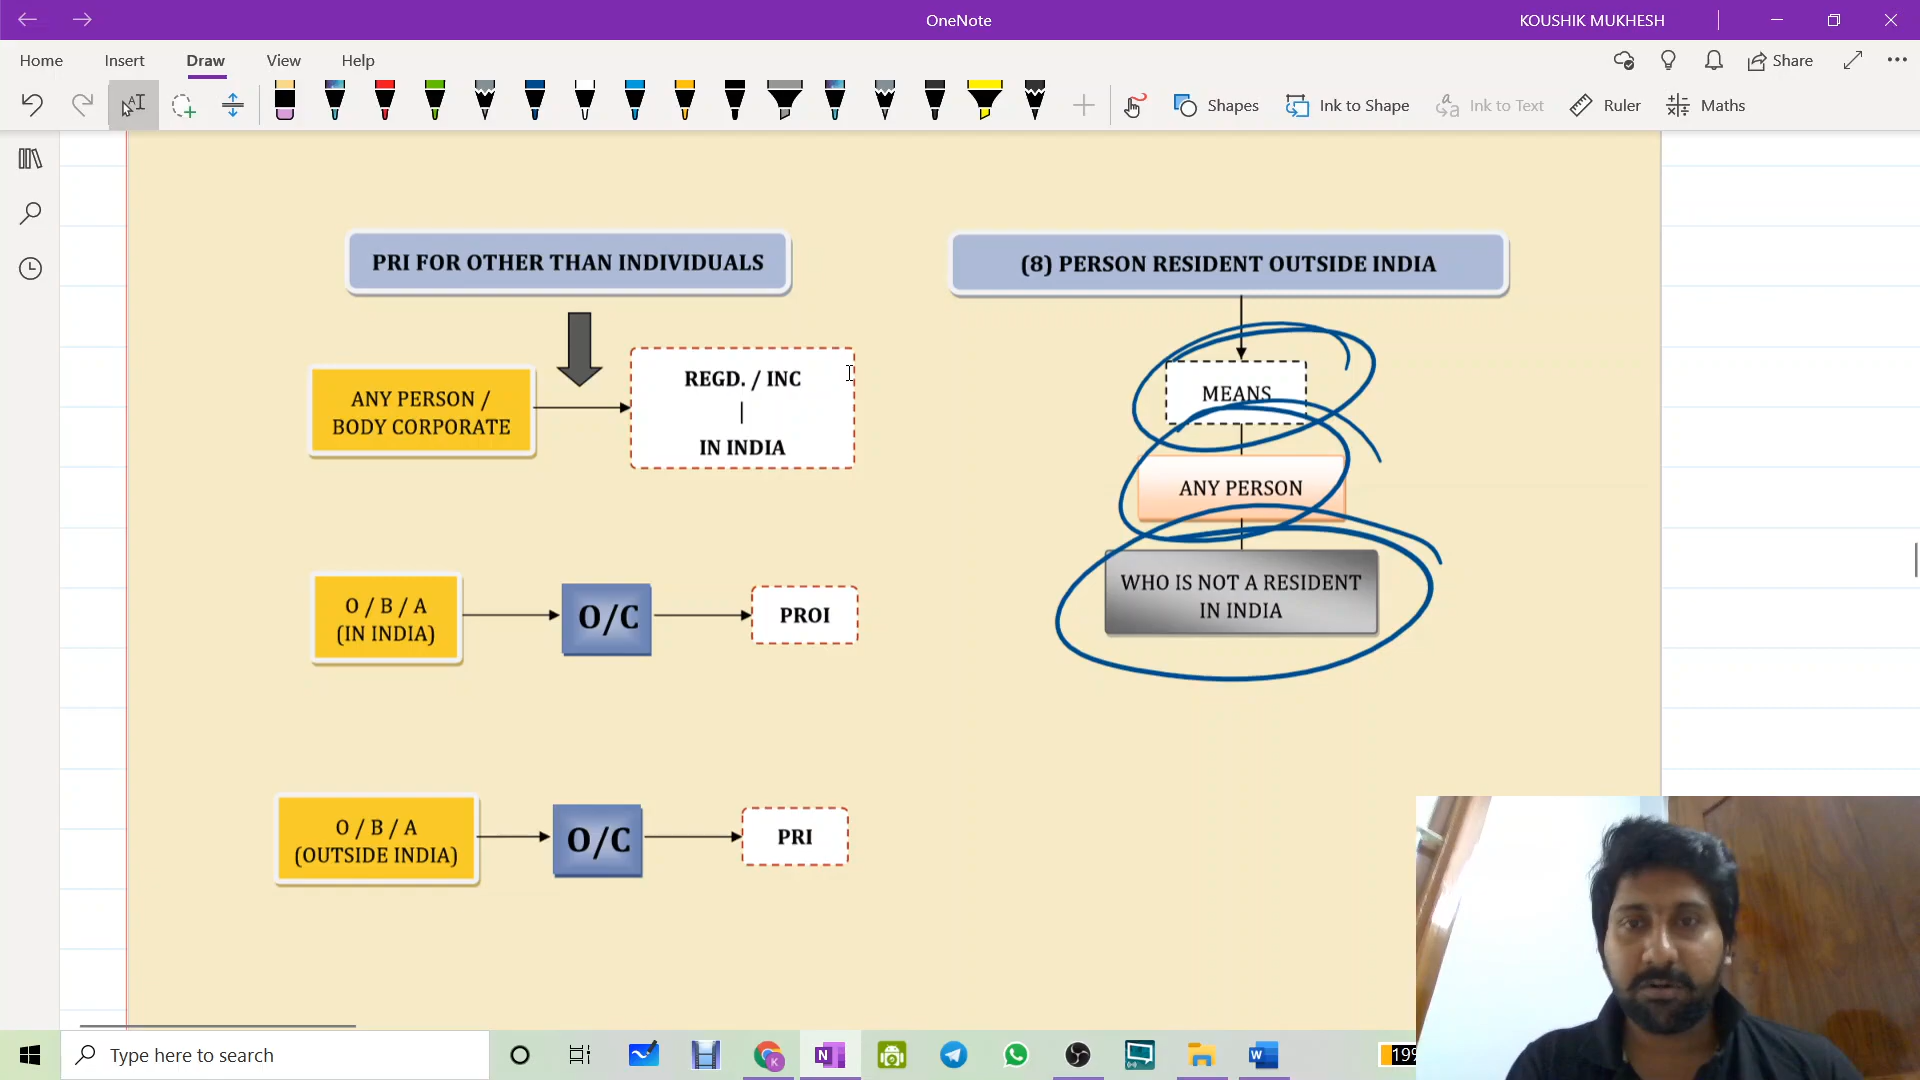 OneNote
KOUSHIK MUKHESH
Home
Insert
Draw
View
Help
Share
Shapes
Ink to Shape
Ink to Text
Ruler
Maths
PRI FOR OTHER THAN INDIVIDUALS
ANY PERSON /
BODY CORPORATE
REGD. / INC
|
IN INDIA
O / B / A
(IN INDIA)
O/C
PROI
O / B / A
(OUTSIDE INDIA)
O/C
PRI
(8) PERSON RESIDENT OUTSIDE INDIA
MEANS
ANY PERSON
WHO IS NOT A RESIDENT
IN INDIA
Type here to search
19%